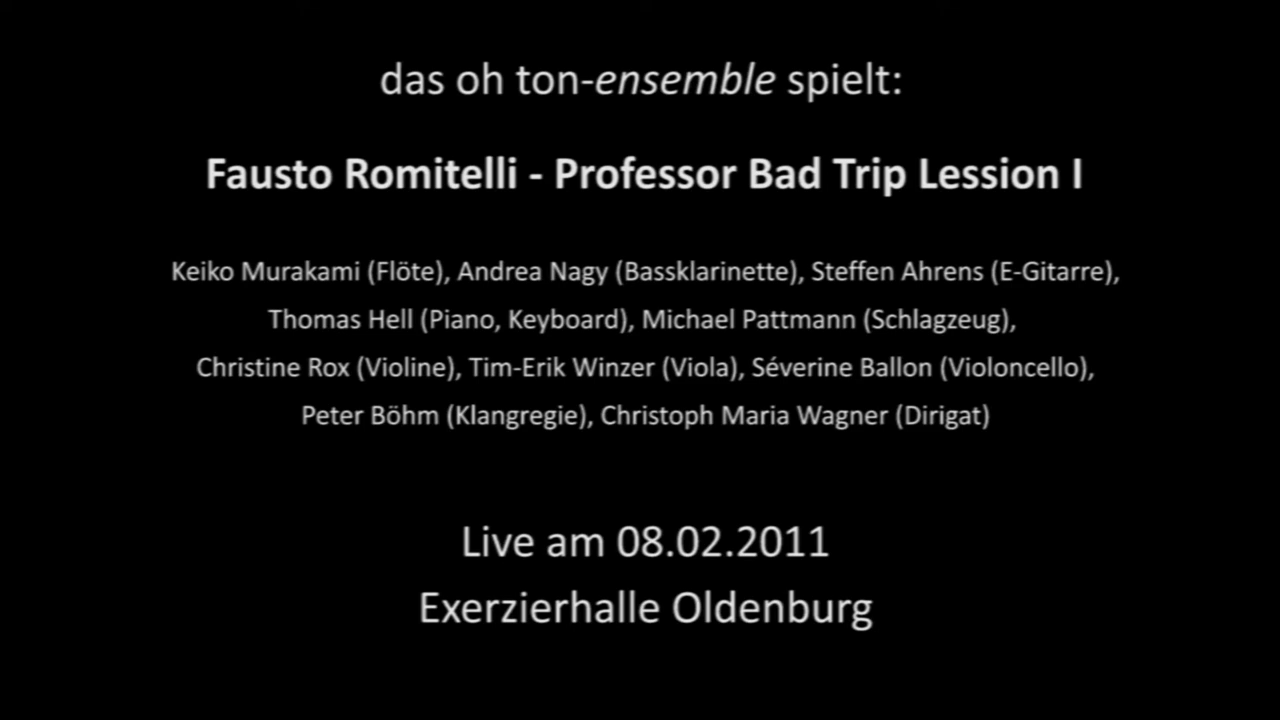 das oh ton-ensemble spielt:
Fausto Romitelli - Professor Bad Trip Lession I
Keiko Murakami (Flöte), Andrea Nagy (Bassklarinette), Steffen Ahrens (E-Gitarre),
Thomas Hell (Piano, Keyboard), Michael Pattmann (Schlagzeug),
Christine Rox (Violine), Tim-Erik Winzer (Viola), Séverine Ballon (Violoncello),
Peter Böhm (Klangregie), Christoph Maria Wagner (Dirigat)
Live am 08.02.2011
Exerzierhalle Oldenburg